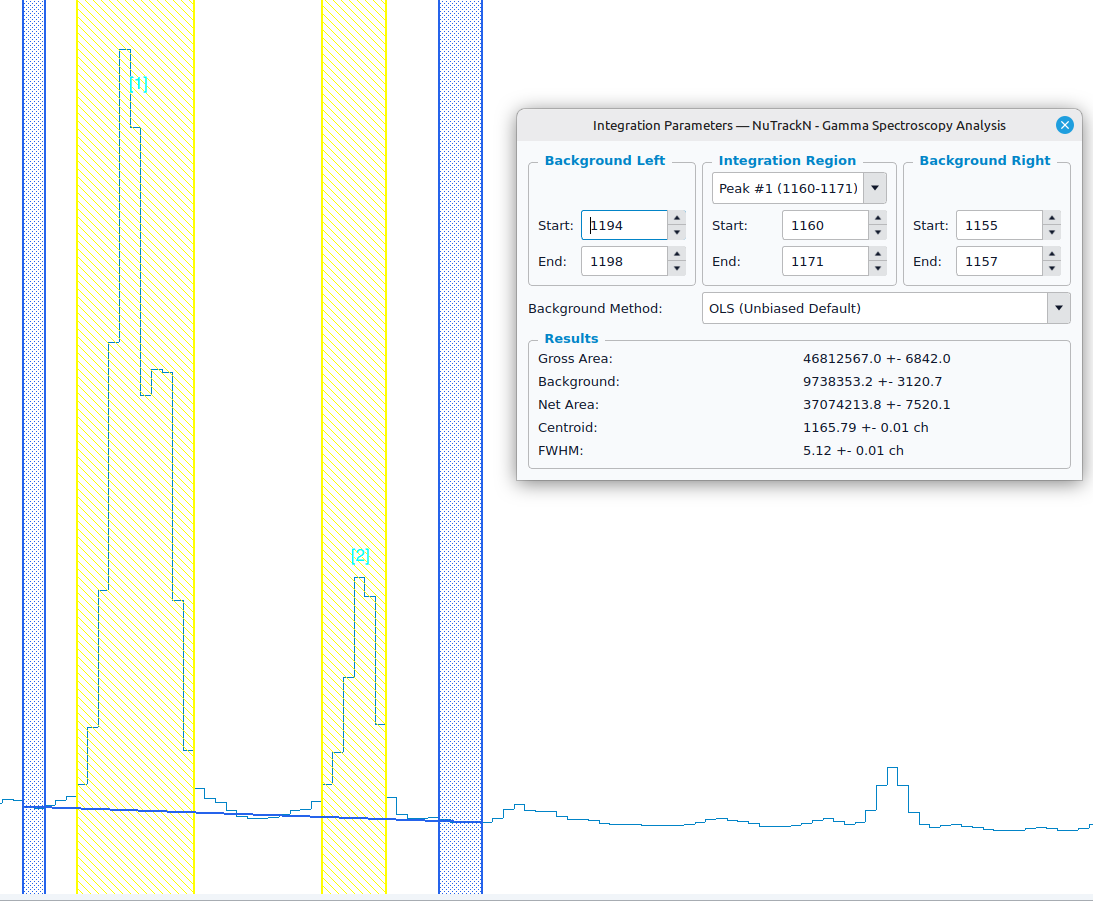 [1]
[2]
Integration Parameters — NuTrackN - Gamma Spectroscopy Analysis
Background Left
Start: 1194
End: 1198
Integration Region
Peak #1 (1160-1171)
Start: 1160
End: 1171
Background Right
Start: 1155
End: 1157
Background Method: OLS (Unbiased Default)
Results
Gross Area: 46812567.0 +- 6842.0
Background: 9738353.2 +- 3120.7
Net Area: 37074213.8 +- 7520.1
Centroid: 1165.79 +- 0.01 ch
FWHM: 5.12 +- 0.01 ch